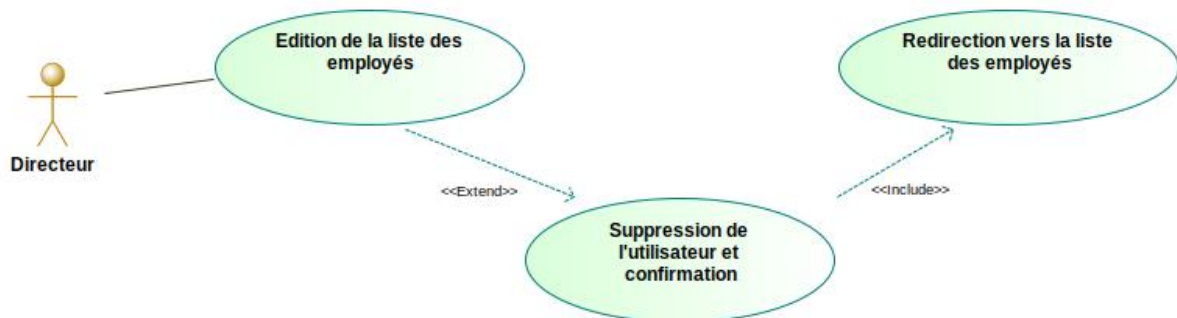 Edition de la liste des
employés
Redirection vers la liste
des employés
Directeur
<<Extend>>
<<Include>>
Suppression de
l'utilisateur et
confirmation